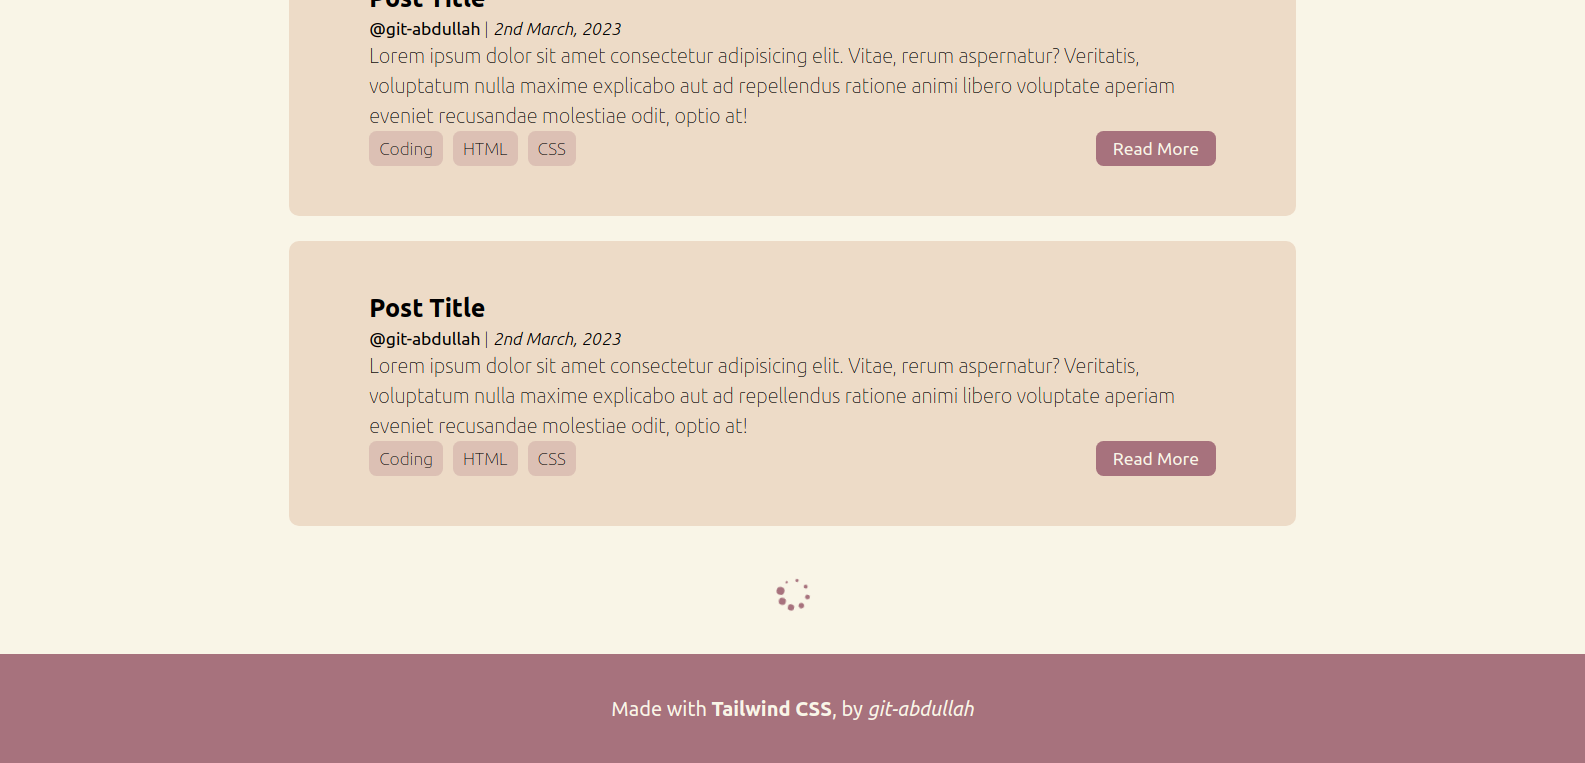 Post Title
@git-abdullah | 2nd March, 2023
Lorem ipsum dolor sit amet consectetur adipisicing elit. Vitae, rerum aspernatur? Veritatis,
voluptatum nulla maxime explicabo aut ad repellendus ratione animi libero voluptate aperiam
eveniet recusandae molestiae odit, optio at!
Coding HTML CSS Read More
Post Title
@git-abdullah | 2nd March, 2023
Lorem ipsum dolor sit amet consectetur adipisicing elit. Vitae, rerum aspernatur? Veritatis,
voluptatum nulla maxime explicabo aut ad repellendus ratione animi libero voluptate aperiam
eveniet recusandae molestiae odit, optio at!
Coding HTML CSS Read More
Made with Tailwind CSS, by git-abdullah